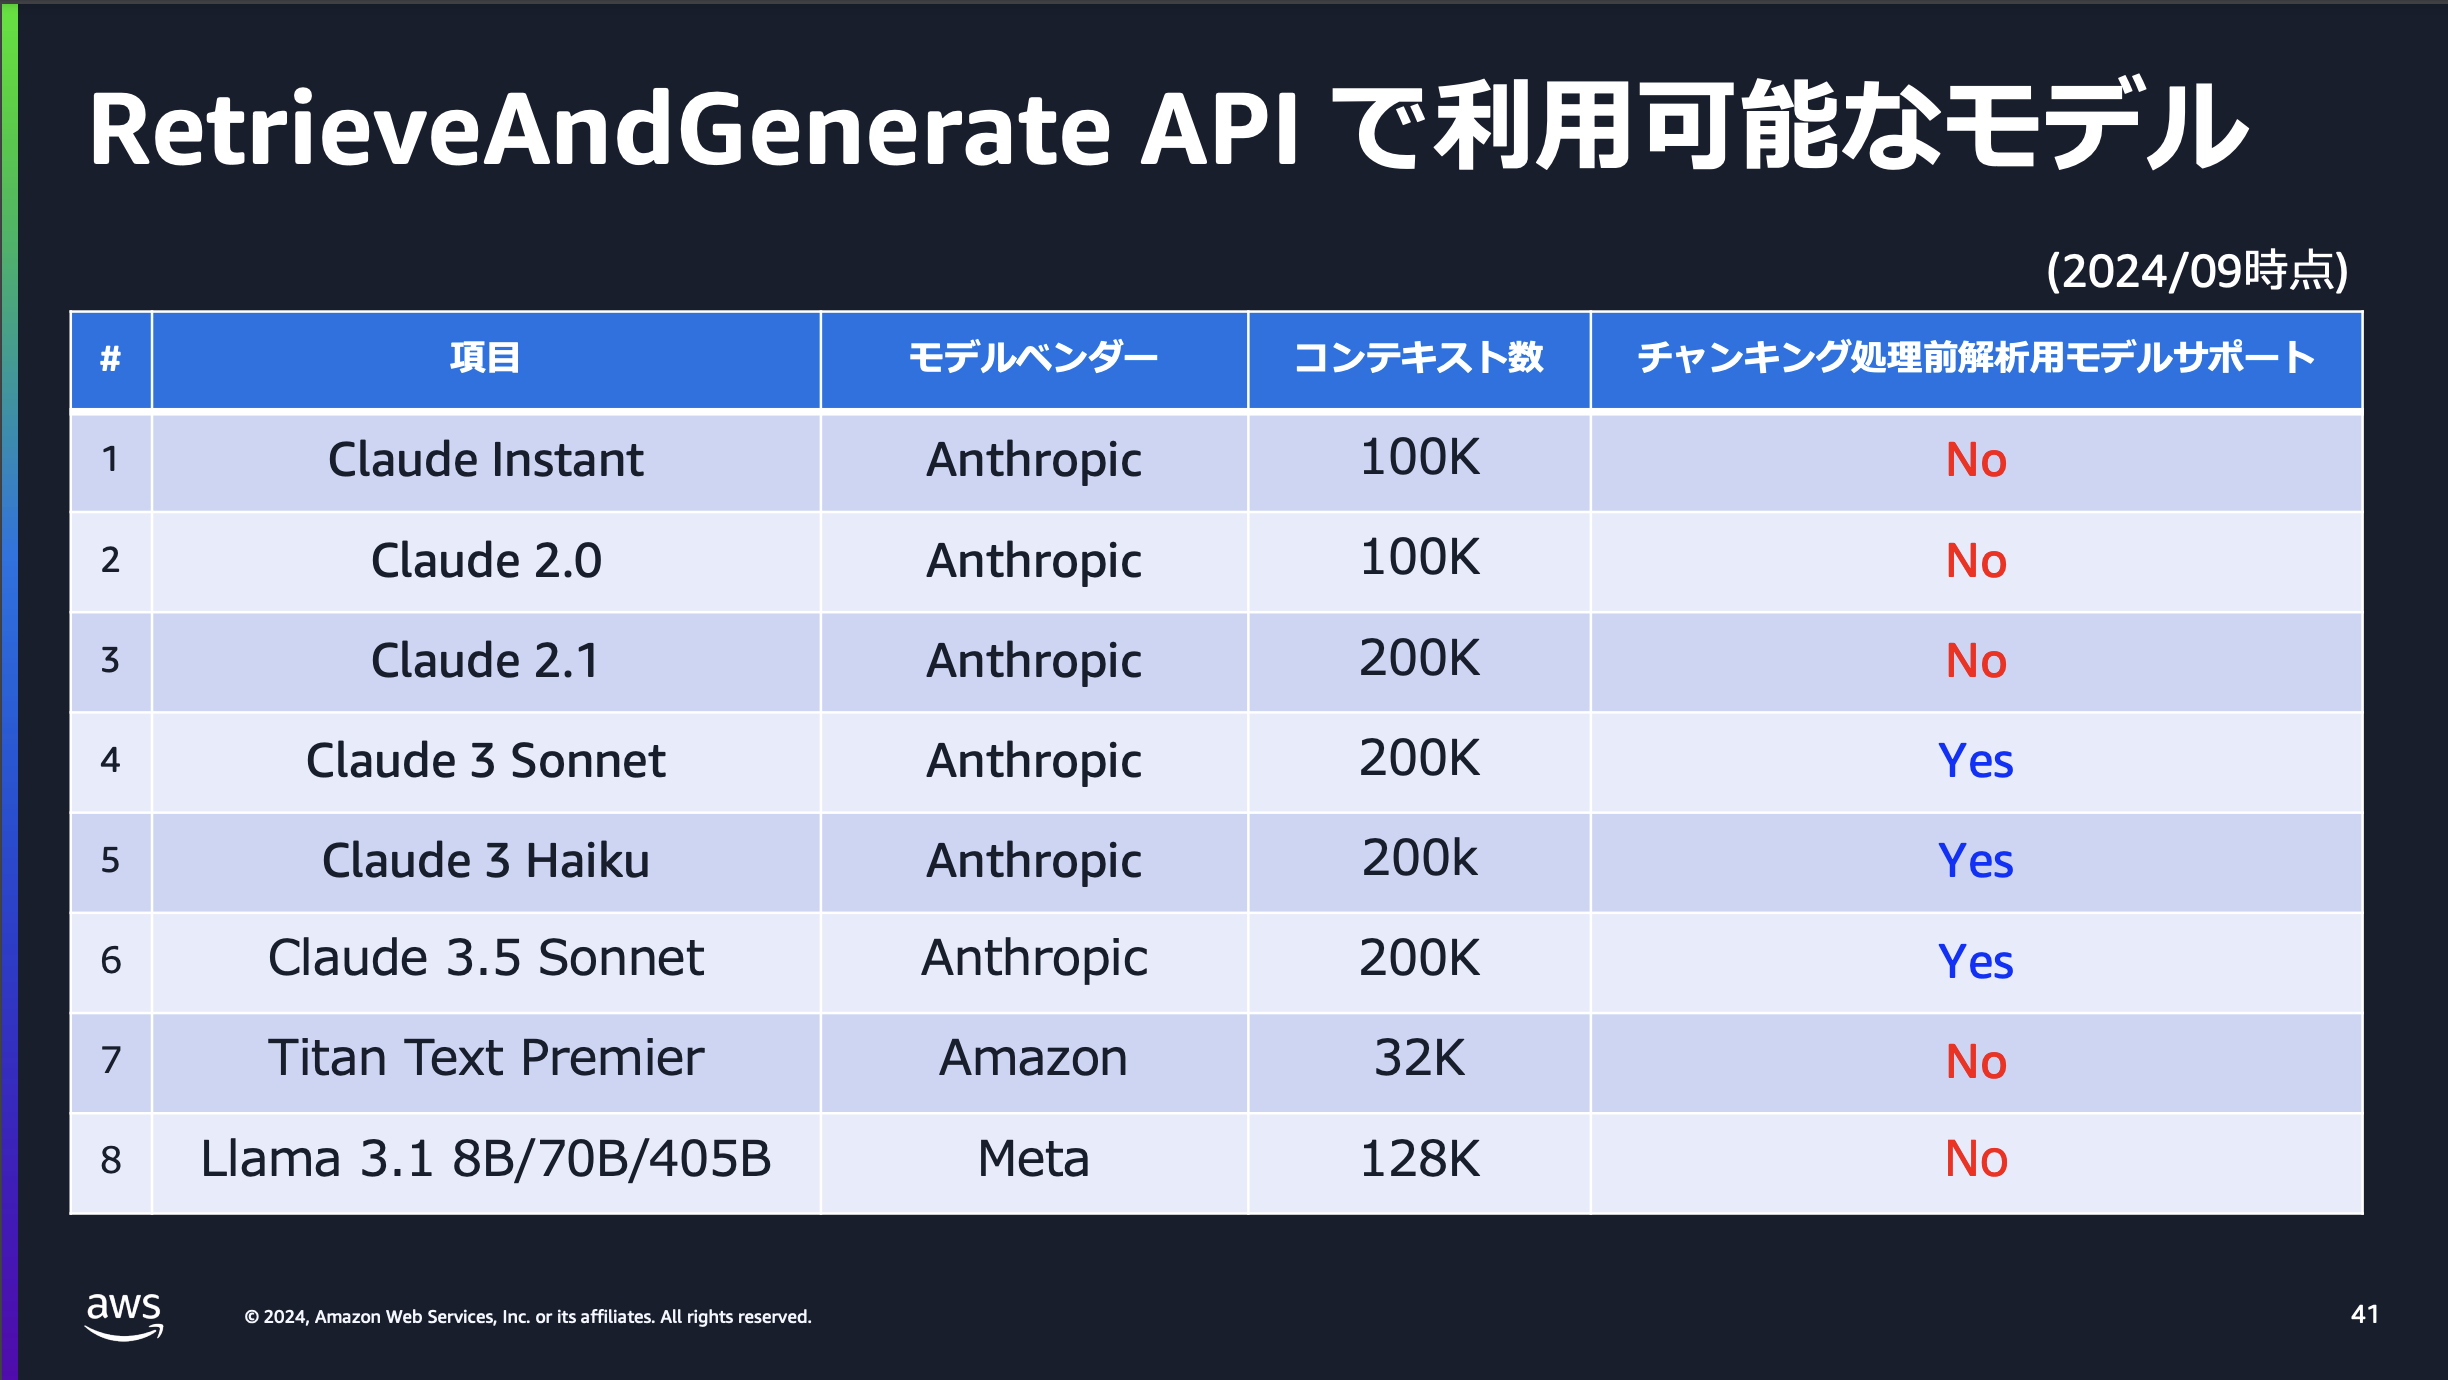 RetrieveAndGenerate API で利用可能なモデル
(2024/09時点)
# 項目 モデルベンダー コンテキスト数 チャンキング処理前解析用モデルサポート
1 Claude Instant Anthropic 100K No
2 Claude 2.0 Anthropic 100K No
3 Claude 2.1 Anthropic 200K No
4 Claude 3 Sonnet Anthropic 200K Yes
5 Claude 3 Haiku Anthropic 200k Yes
6 Claude 3.5 Sonnet Anthropic 200K Yes
7 Titan Text Premier Amazon 32K No
8 Llama 3.1 8B/70B/405B Meta 128K No
aws © 2024, Amazon Web Services, Inc. or its affiliates. All rights reserved. 41